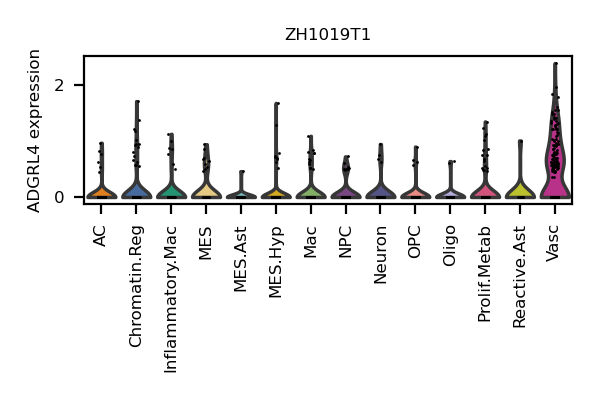 ZH1019T1
ADGRL4 expression
2
0
AC
Chromatin.Reg
Inflammatory.Mac
MES
MES.Ast
MES.Hyp
Mac
NPC
Neuron
OPC
Oligo
Prolif.Metab
Reactive.Ast
Vasc